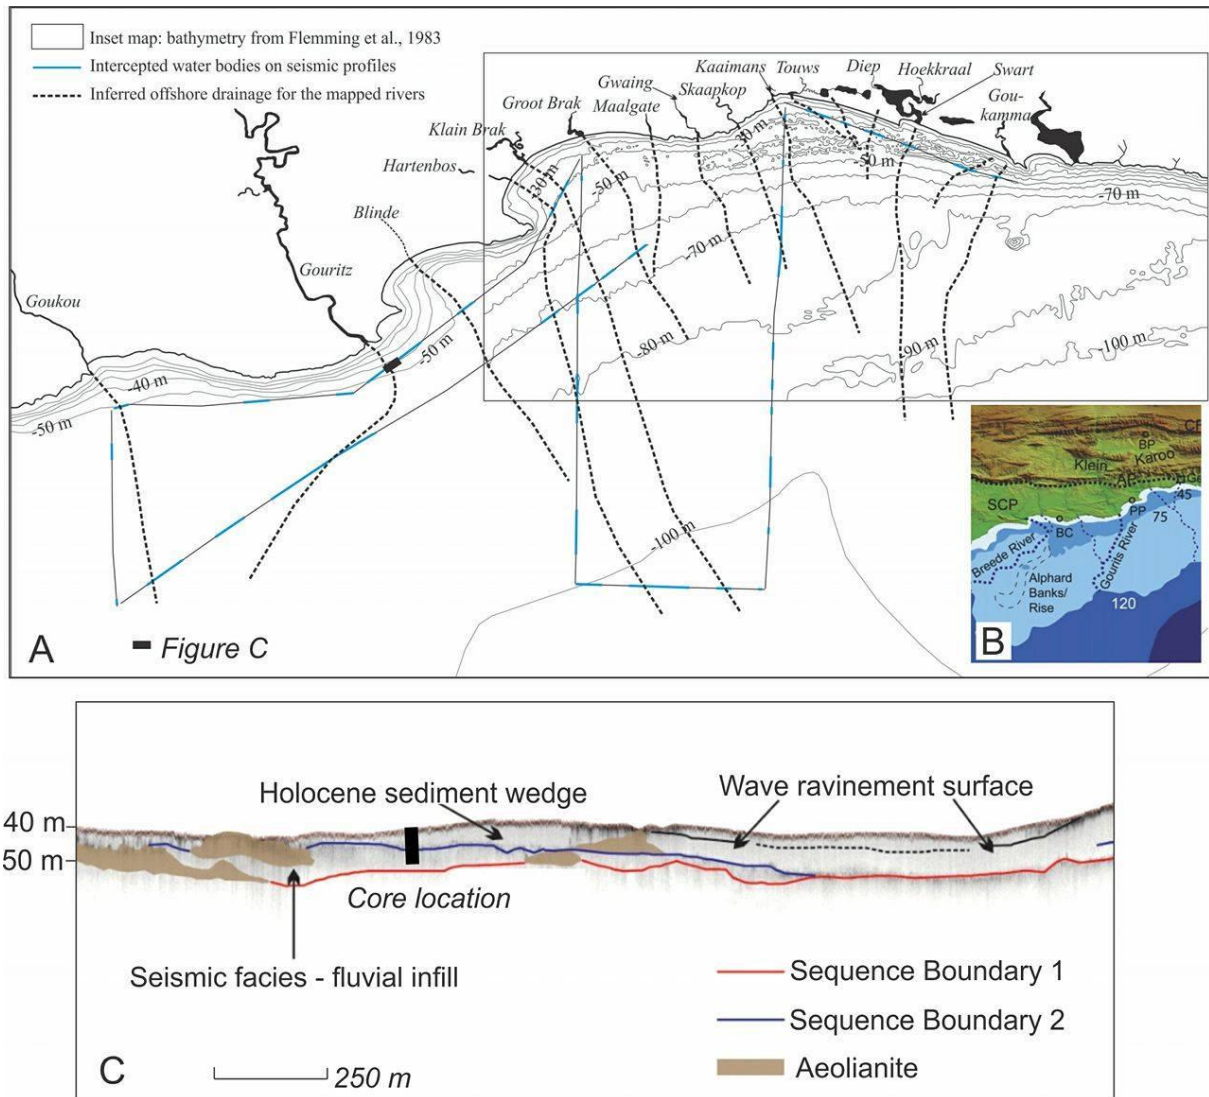 Inset map: bathymetry from Flemming et al., 1983
Intercepted water bodies on seismic profiles
Inferred offshore drainage for the mapped rivers
Kaaimans
Touws
Diep
Hoekkraal
Swart
Gwaing
Skaapkop
Gou-
kamma
Groot Brak
Maalgate
Klain Brak
Hartenbos
Blinde
Gouritz
Goukou
-30 m
-30 m
-50 m
-50 m
-70 m
-70 m
-50 m
-40 m
-50 m
-80 m
-90 m
-100 m
-100 m
A
Figure C
CF
BP
Klein
Karoo
AP
Ge
45
SCP
PP
75
BC
Breede River
Gourits River
Alphard
Banks/
Rise
120
B
40 m
50 m
Holocene sediment wedge
Wave ravinement surface
Core location
Seismic facies - fluvial infill
Sequence Boundary 1
Sequence Boundary 2
Aeolianite
C
250 m